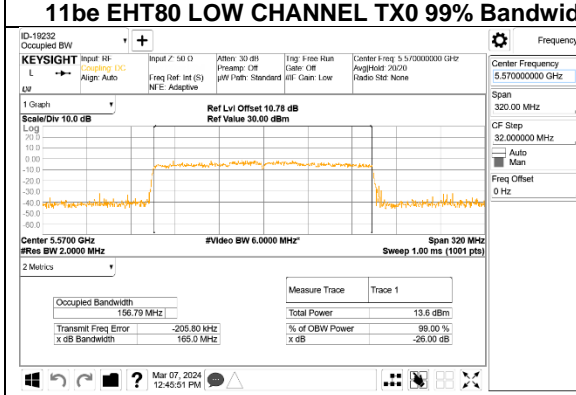 11be EHT80 LOW CHANNEL TX0 99% Bandwid
ID-19232
Occupied BW
Frequency
KEYSIGHT
Input: RF
Coupling: DC
Align: Auto
Input Z: 50 Ω
Freq Ref: Int (S)
NFE: Adaptive
Atten: 30 dB
Preamp: Off
µW Path: Standard
Trig: Free Run
Gate: Off
#IF Gain: Low
Center Freq: 5.570000000 GHz
Avg|Hold: 20/20
Radio Std: None
L
Center Frequency
5.570000000 GHz
Span
320.00 MHz
CF Step
32.000000 MHz
Auto
Man
Freq Offset
0 Hz
1 Graph
Scale/Div 10.0 dB
Ref Lvl Offset 10.78 dB
Ref Value 30.00 dBm
Log
20.0
10.0
0.00
-10.0
-20.0
-30.0
-40.0
-50.0
-60.0
Center 5.5700 GHz
#Res BW 2.0000 MHz
#Video BW 6.0000 MHz*
Span 320 MHz
Sweep 1.00 ms (1001 pts)
2 Metrics
Measure Trace Trace 1
Occupied Bandwidth
156.79 MHz
Total Power 13.6 dBm
Transmit Freq Error -205.80 kHz
% of OBW Power 99.00 %
x dB Bandwidth 165.0 MHz
x dB -26.00 dB
Mar 07, 2024
12:45:51 PM